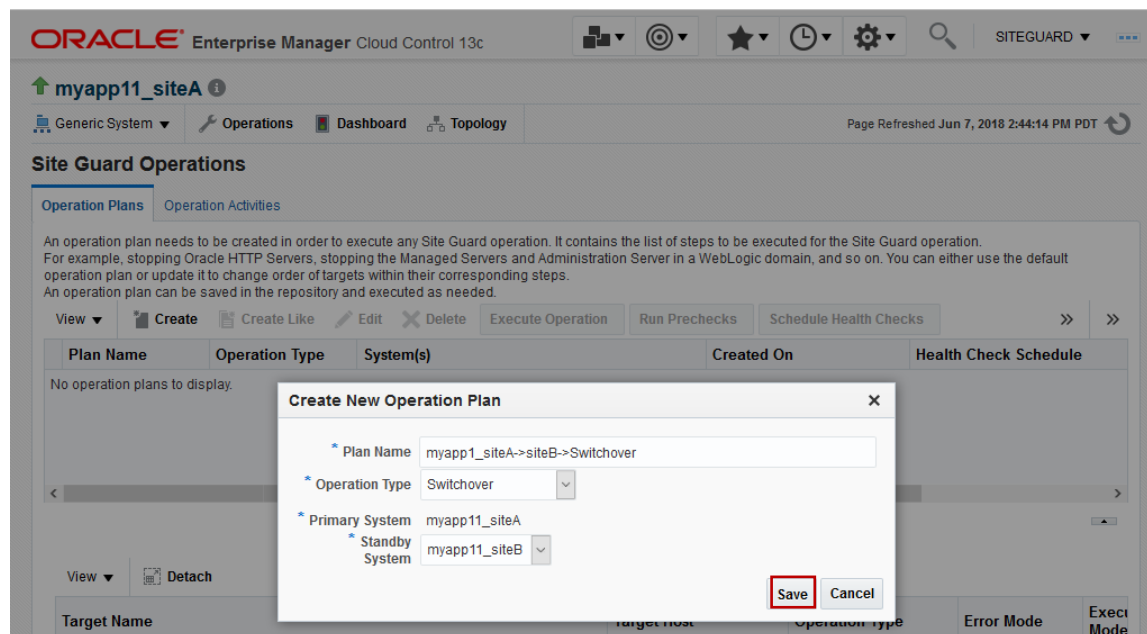 ORACLE® Enterprise Manager Cloud Control 13c
SITEGUARD
myapp11_siteA
Generic System
Operations
Dashboard
Topology
Page Refreshed Jun 7, 2018 2:44:14 PM PDT
Site Guard Operations
Operation Plans
Operation Activities
An operation plan needs to be created in order to execute any Site Guard operation. It contains the list of steps to be executed for the Site Guard operation.
For example, stopping Oracle HTTP Servers, stopping the Managed Servers and Administration Server in a WebLogic domain, and so on. You can either use the default
operation plan or update it to change order of targets within their corresponding steps.
An operation plan can be saved in the repository and executed as needed.
View
Create
Create Like
Edit
Delete
Execute Operation
Run Prechecks
Schedule Health Checks
Plan Name
Operation Type
System(s)
Created On
Health Check Schedule
No operation plans to display.
Create New Operation Plan
* Plan Name myapp1_siteA->siteB->Switchover
* Operation Type Switchover
* Primary System myapp11_siteA
* Standby
System
myapp11_siteB
Save
Cancel
View
Detach
Target Name
Target Host
Operation Type
Error Mode
Mode